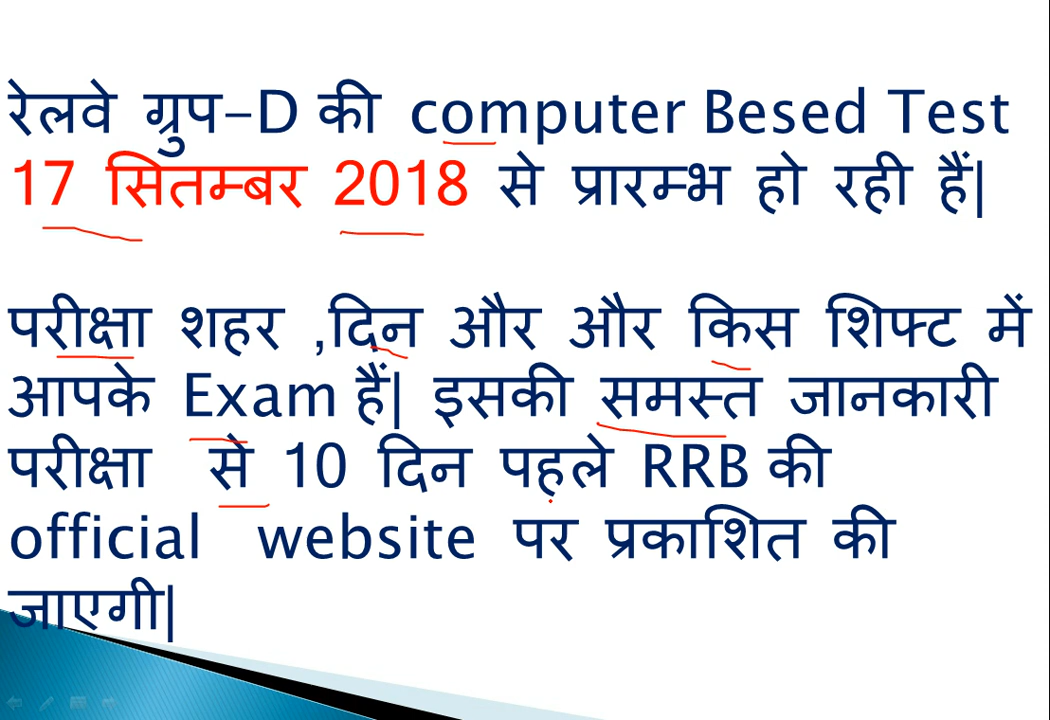 रेलवे ग्रुप-D की computer Besed Test
17 सितम्बर 2018 से प्रारम्भ हो रही हैं|
परीक्षा शहर ,दिन और और किस शिफ्ट में
आपके Exam हैं| इसकी समस्त जानकारी
परीक्षा से 10 दिन पहले RRB की
official website पर प्रकाशित की
जाएगी|